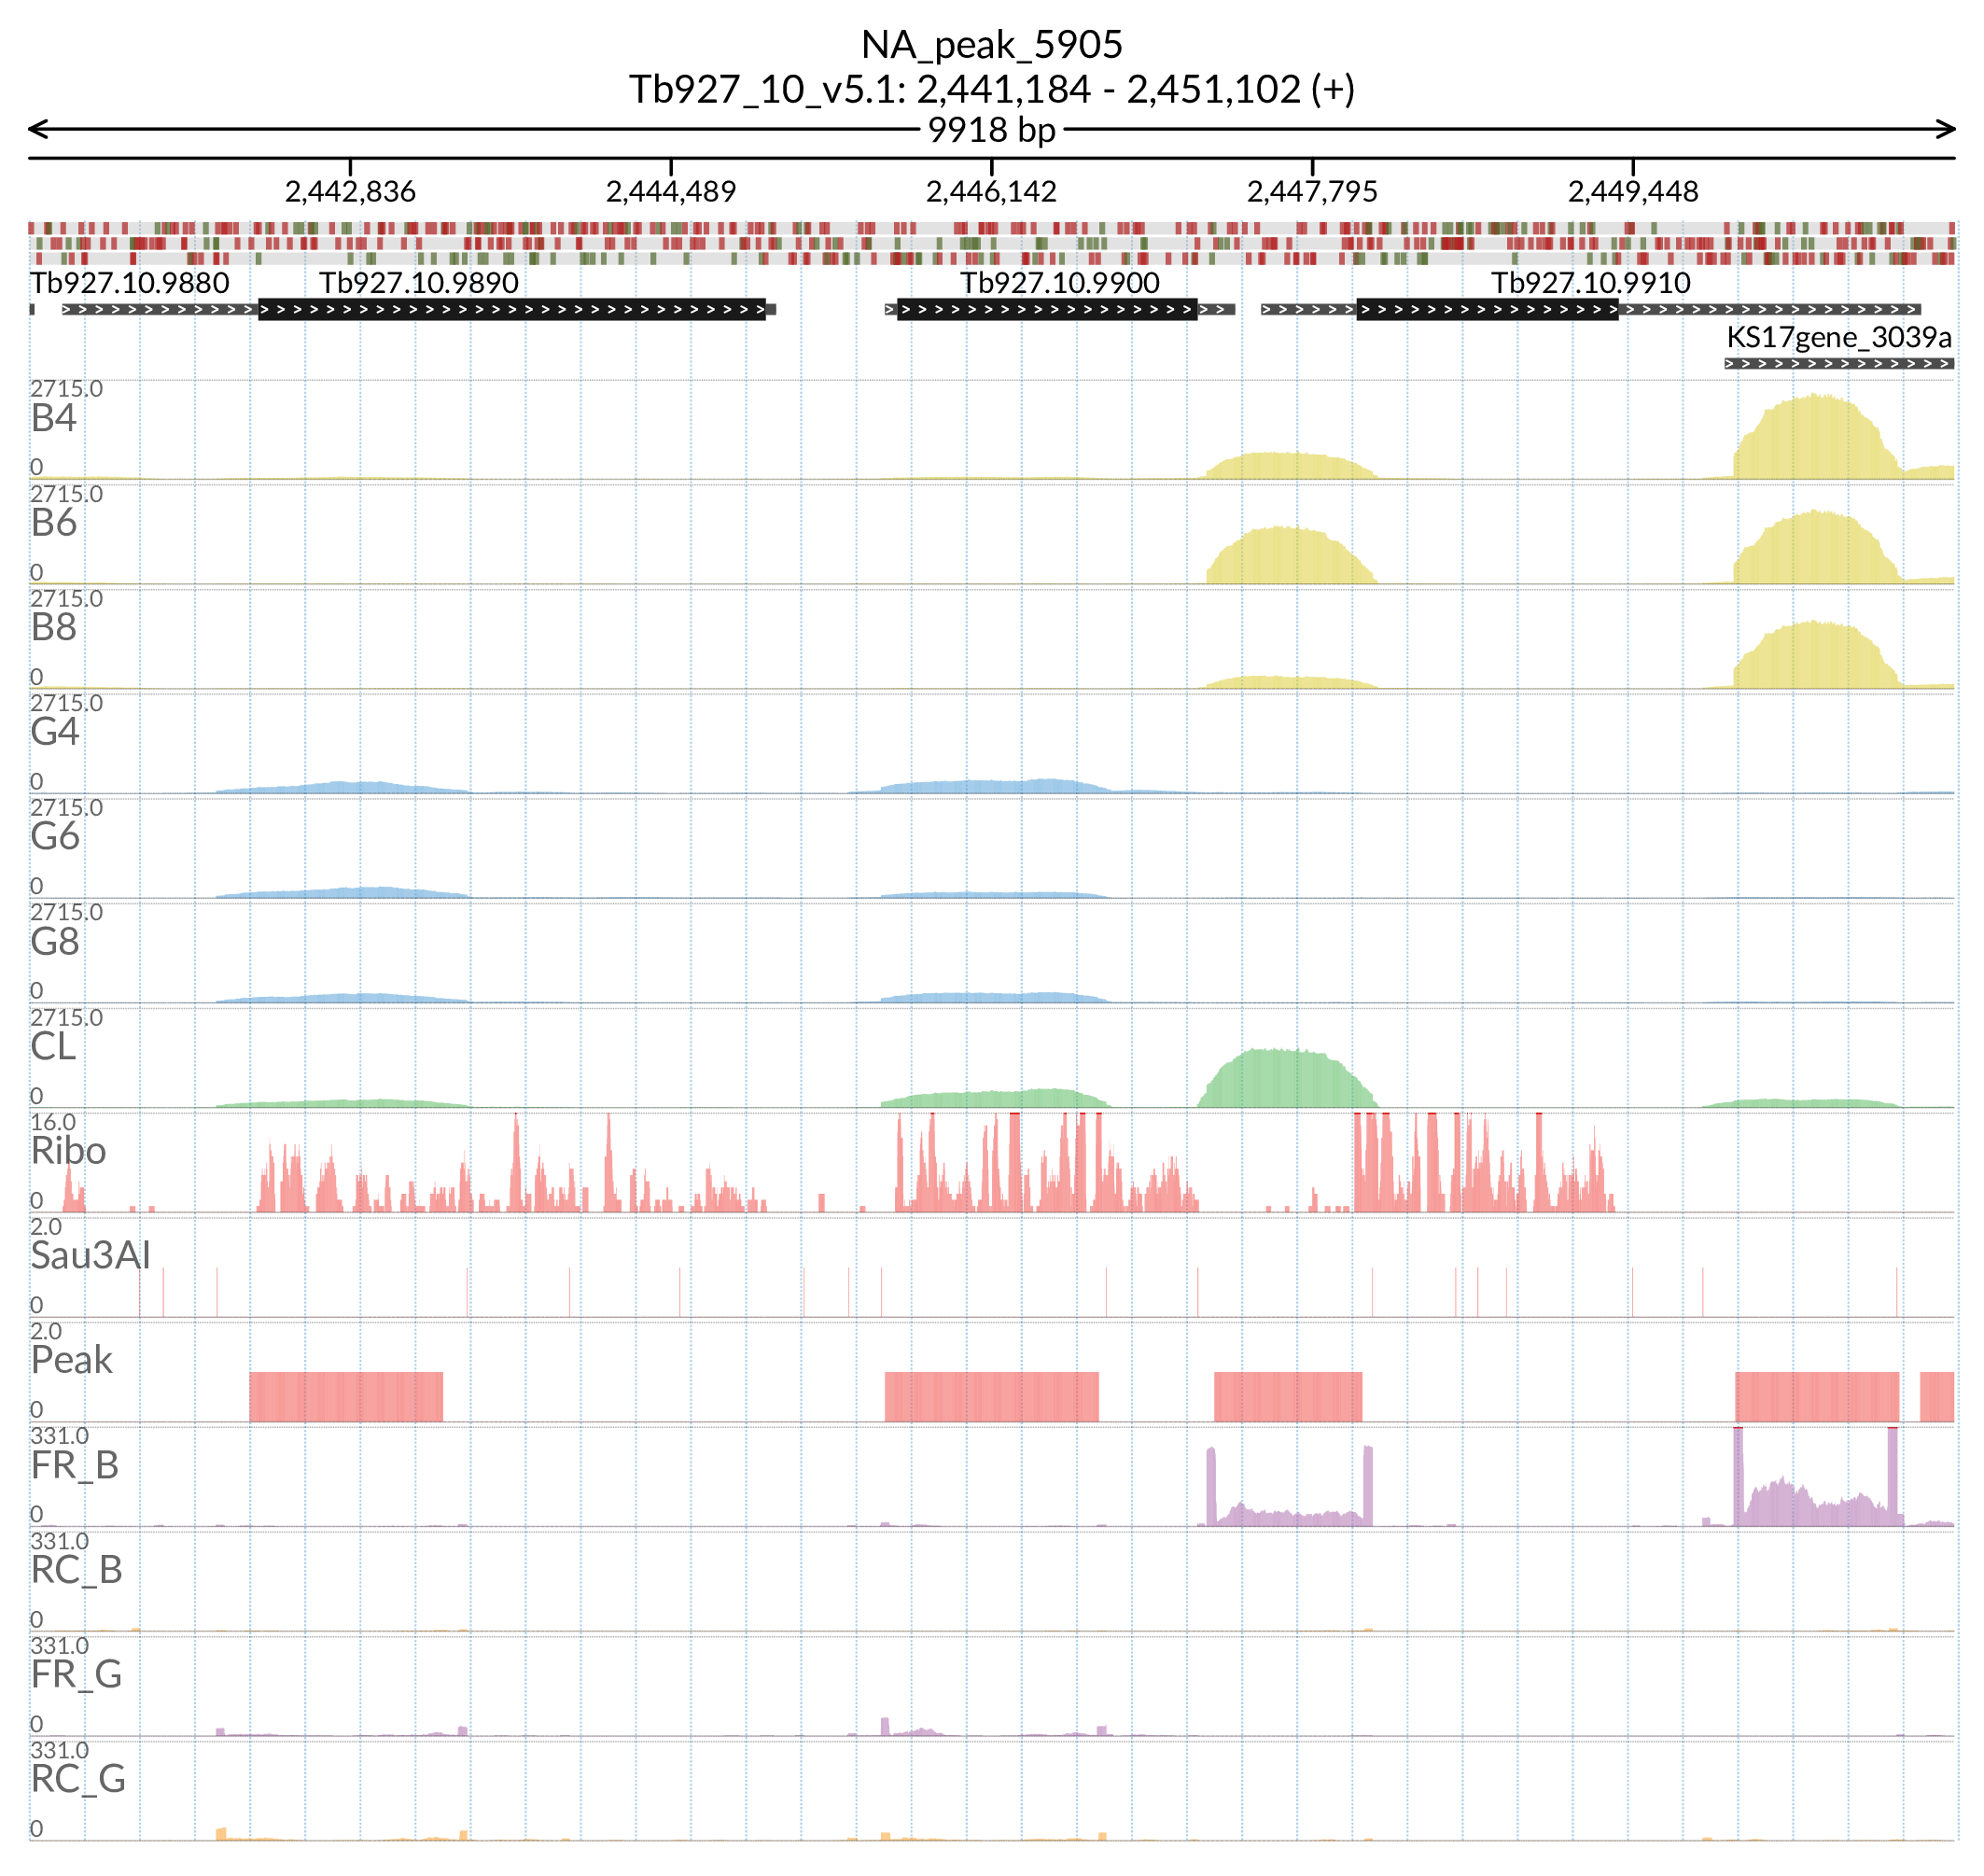 NA_peak_5905
Tb927_10_v5.1: 2,441,184 - 2,451,102 (+)
9918 bp
2,442,836 2,444,489 2,446,142 2,447,795 2,449,448
Tb927.10.9880 Tb927.10.9890 Tb927.10.9900 Tb927.10.9910
KS17gene_3039a
2715.0
B4
0
2715.0
B6
0
2715.0
B8
0
2715.0
G4
0
2715.0
G6
0
2715.0
G8
0
2715.0
CL
0
16.0
Ribo
0
2.0
Sau3AI
0
2.0
Peak
0
331.0
FR_B
0
331.0
RC_B
0
331.0
FR_G
0
331.0
RC_G
0